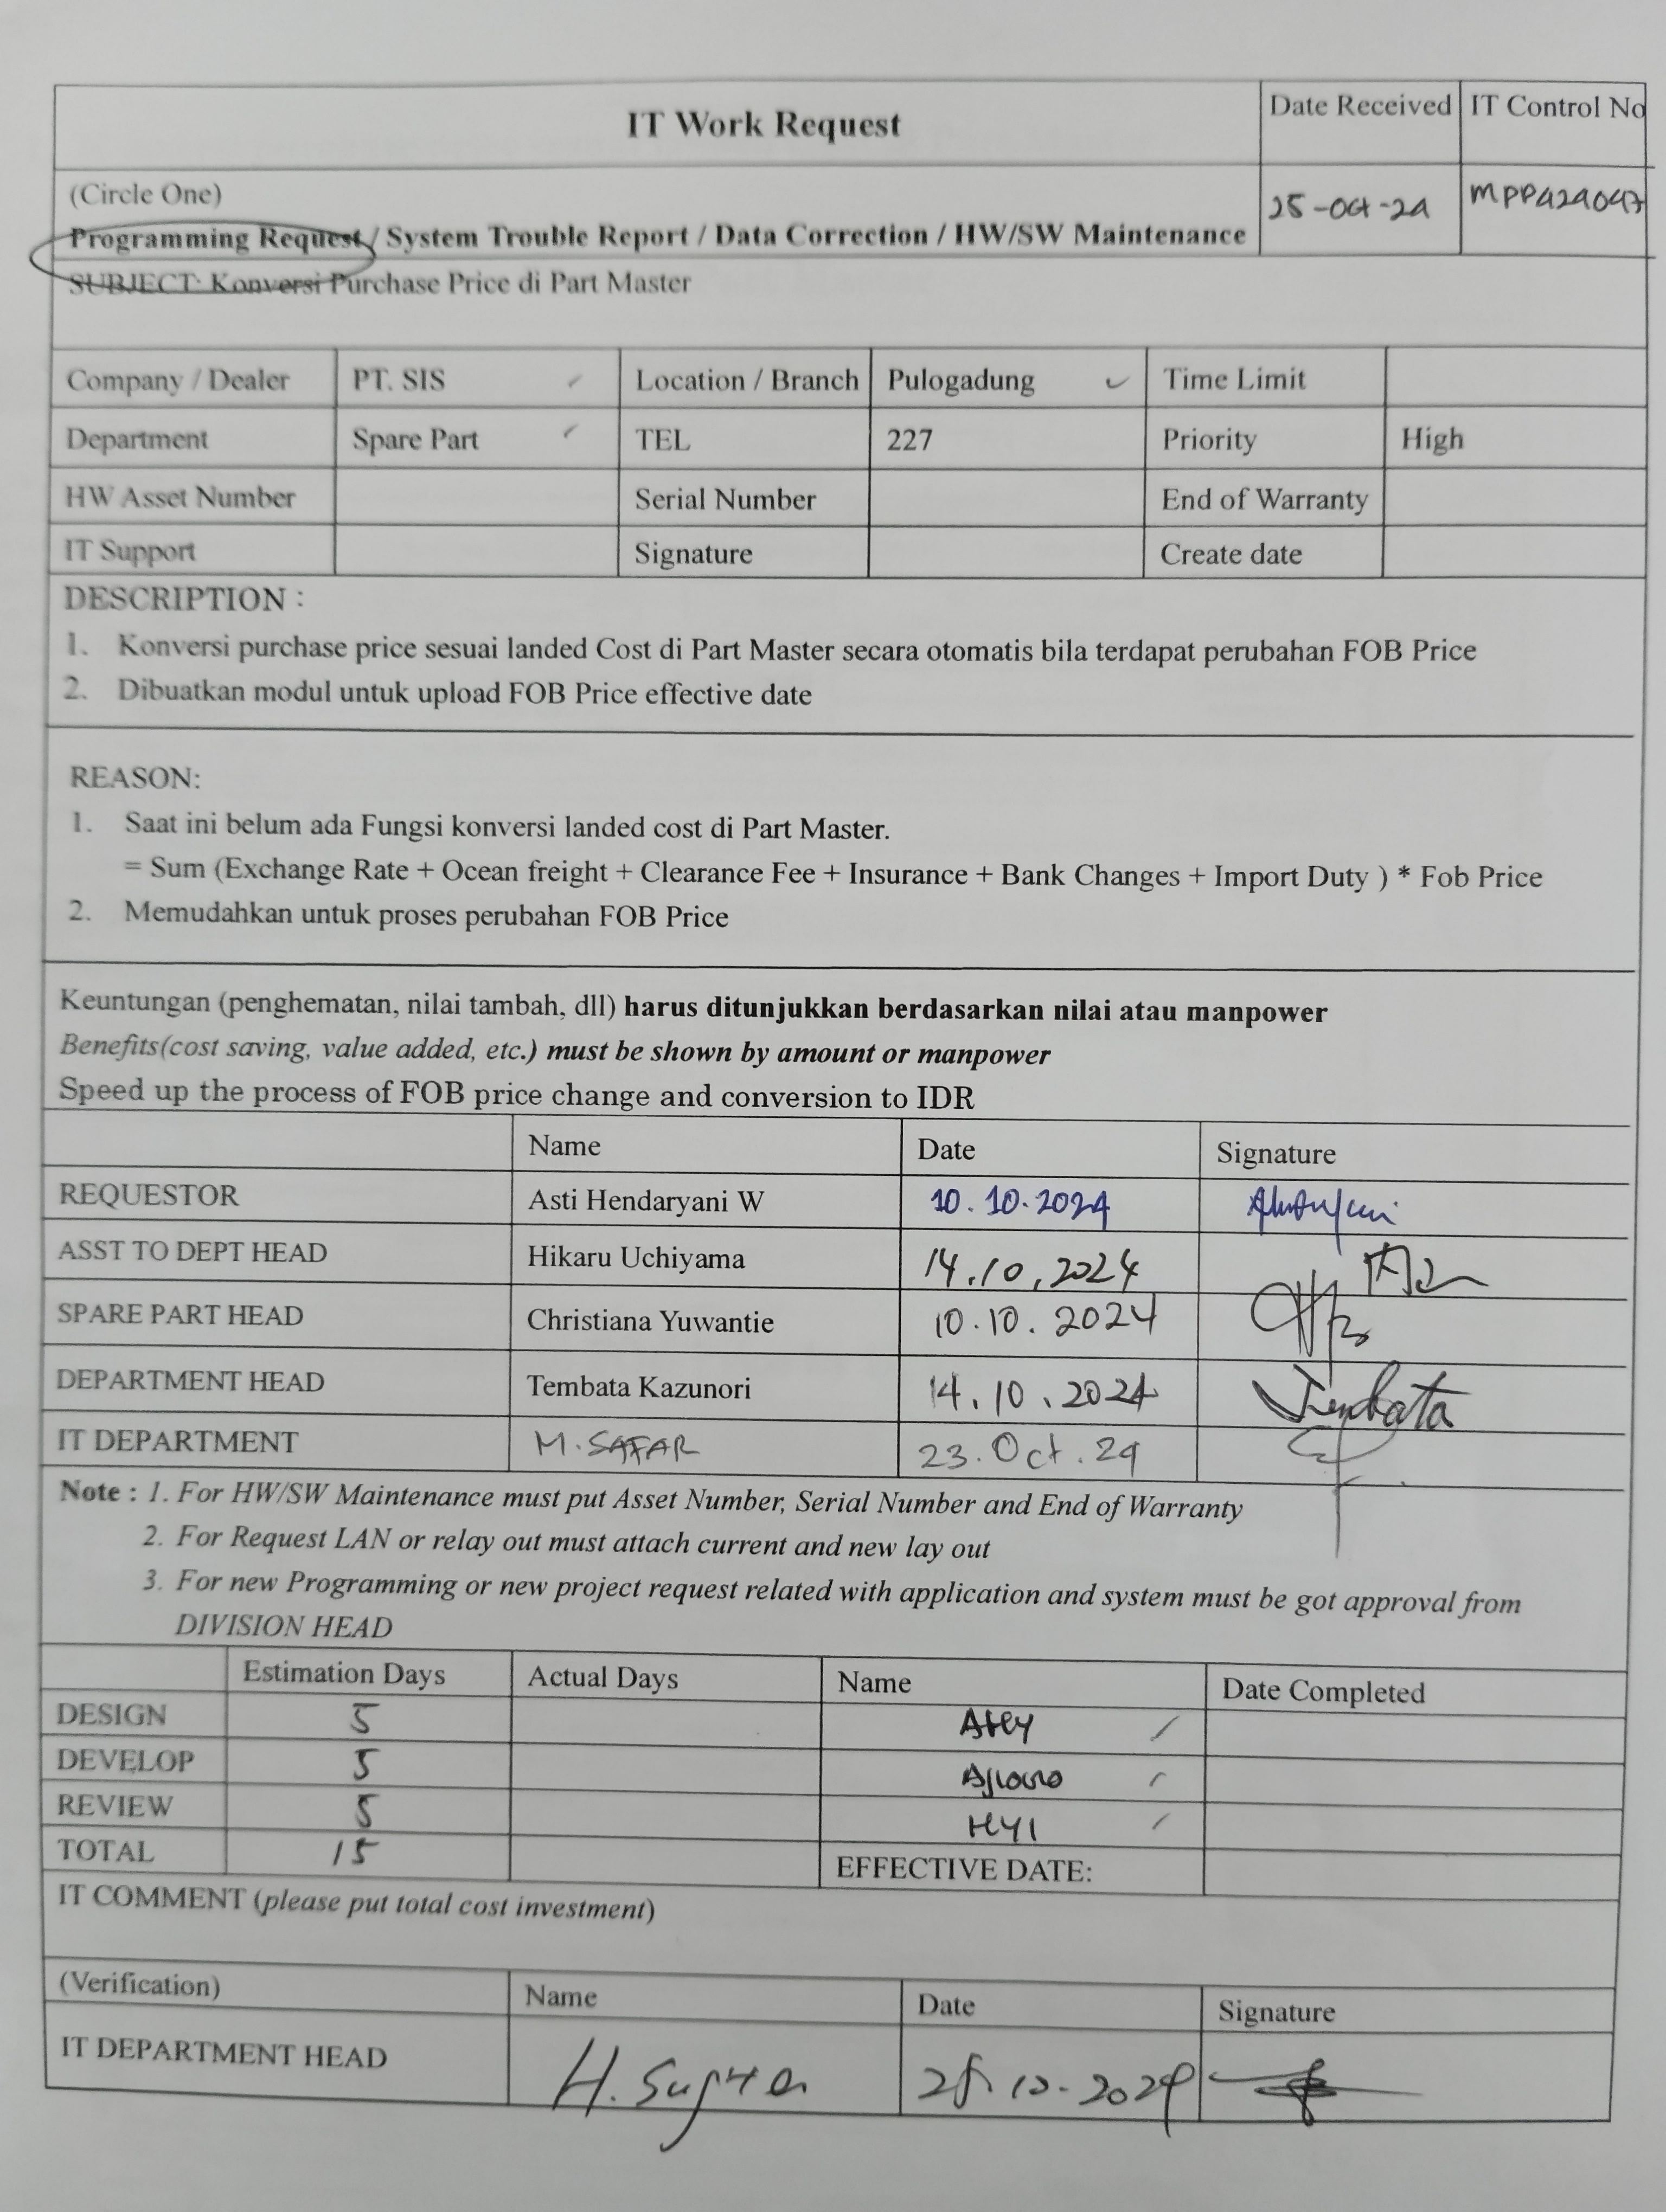 IT Work Request
Date Received
IT Control No
(Circle One)
25-Oct-24
Programming Request / System Trouble Report / Data Correction / HW/SW Maintenance
SUBJECT: Konversi Purchase Price di Part Master
Company / Dealer PT. SIS Location / Branch Pulogadung Time Limit
Department Spare Part TEL 227 Priority High
HW Asset Number Serial Number End of Warranty
IT Support Signature Create date
DESCRIPTION :
1. Konversi purchase price sesuai landed Cost di Part Master secara otomatis bila terdapat perubahan FOB Price
2. Dibuatkan modul untuk upload FOB Price effective date
REASON:
1. Saat ini belum ada Fungsi konversi landed cost di Part Master.
= Sum (Exchange Rate + Ocean freight + Clearance Fee + Insurance + Bank Changes + Import Duty ) * Fob Price
2. Memudahkan untuk proses perubahan FOB Price
Keuntungan (penghematan, nilai tambah, dll) harus ditunjukkan berdasarkan nilai atau manpower
Benefits(cost saving, value added, etc.) must be shown by amount or manpower
Speed up the process of FOB price change and conversion to IDR
Name Date Signature
REQUESTOR Asti Hendaryani W 10.10.2024
ASST TO DEPT HEAD Hikaru Uchiyama 14.10.2024
SPARE PART HEAD Christiana Yuwantie 10.10.2024
DEPARTMENT HEAD Tembata Kazunori 14.10.2024 Tembata
IT DEPARTMENT M. SAFAR 23. Oct. 24
Note : 1. For HW/SW Maintenance must put Asset Number, Serial Number and End of Warranty
2. For Request LAN or relay out must attach current and new lay out
3. For new Programming or new project request related with application and system must be got approval from
DIVISION HEAD
Estimation Days Actual Days Name Date Completed
DESIGN 5
DEVELOP 5
REVIEW 5
TOTAL 15 EFFECTIVE DATE:
IT COMMENT (please put total cost investment)
(Verification) Name Date Signature
IT DEPARTMENT HEAD H.